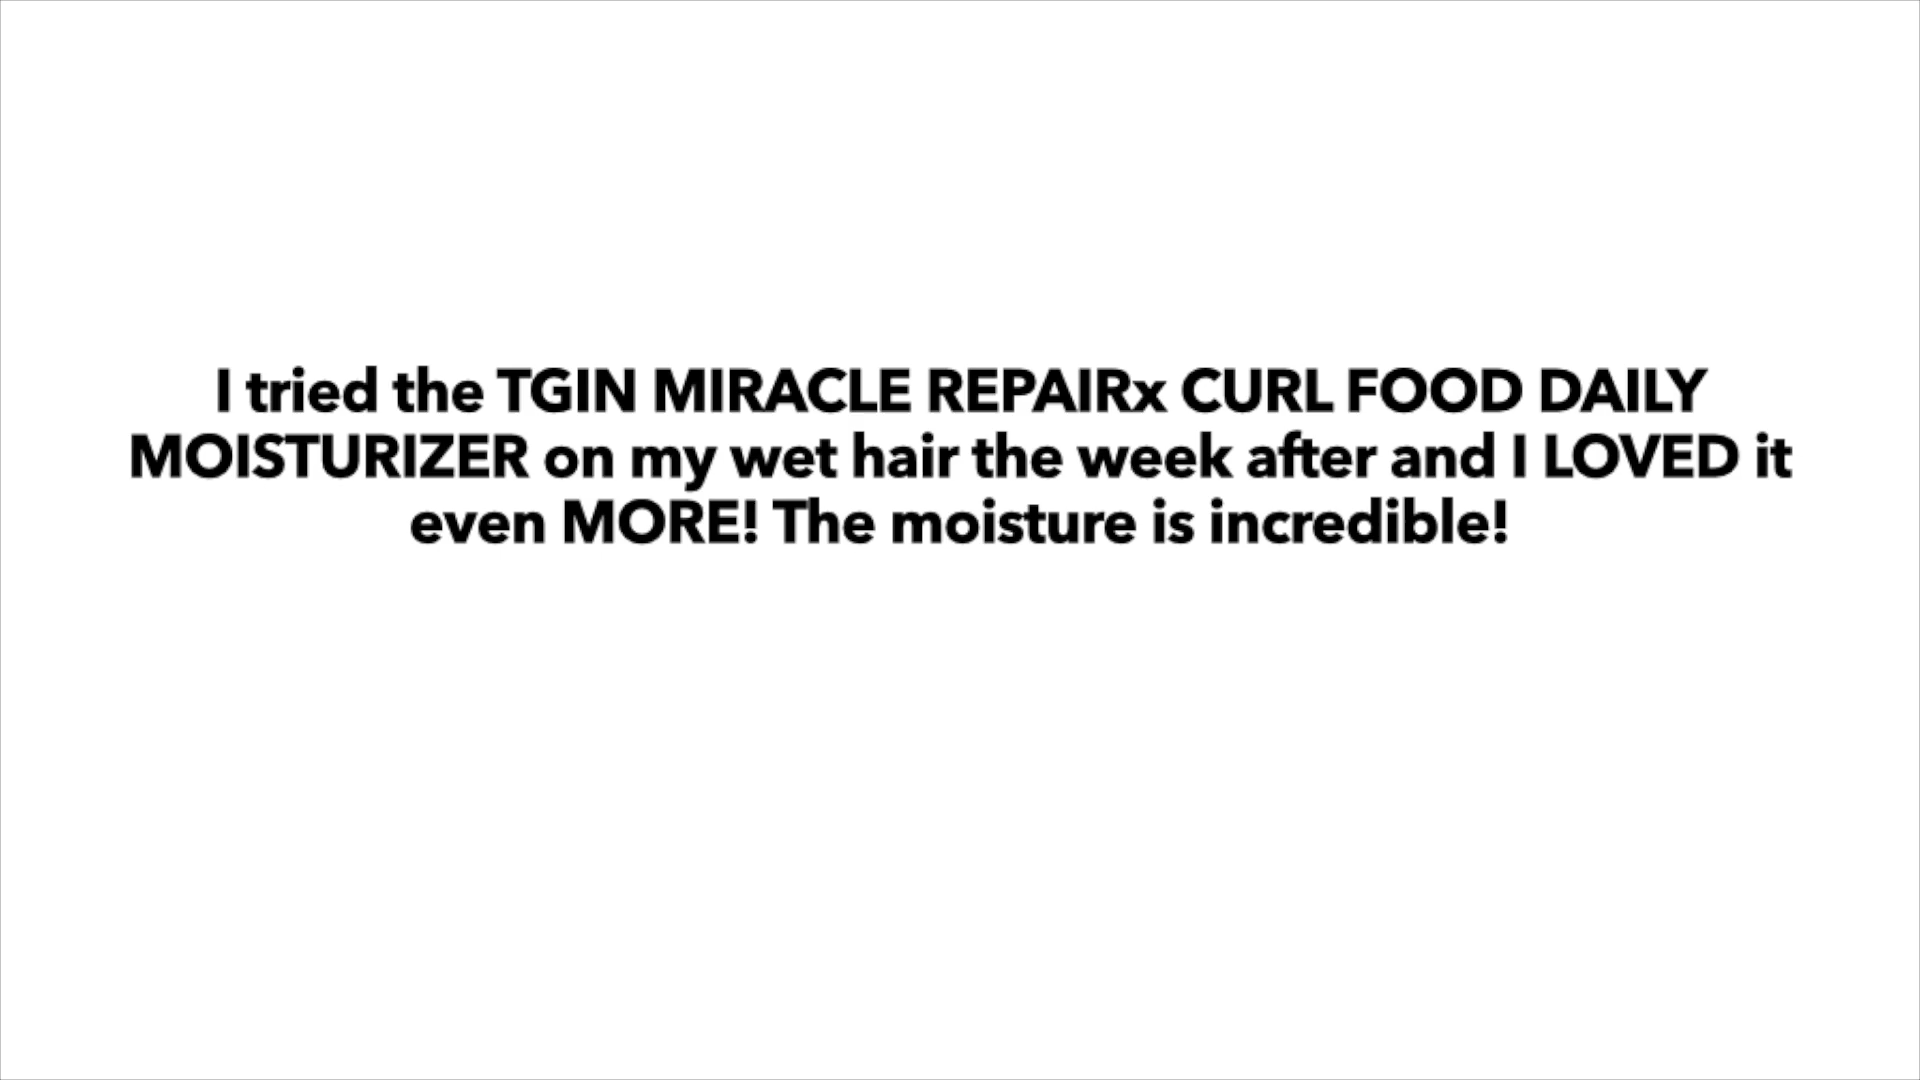 I tried the TGIN MIRACLE REPAIRx CURL FOOD DAILY
MOISTURIZER on my wet hair the week after and I LOVED it
even MORE! The moisture is incredible!